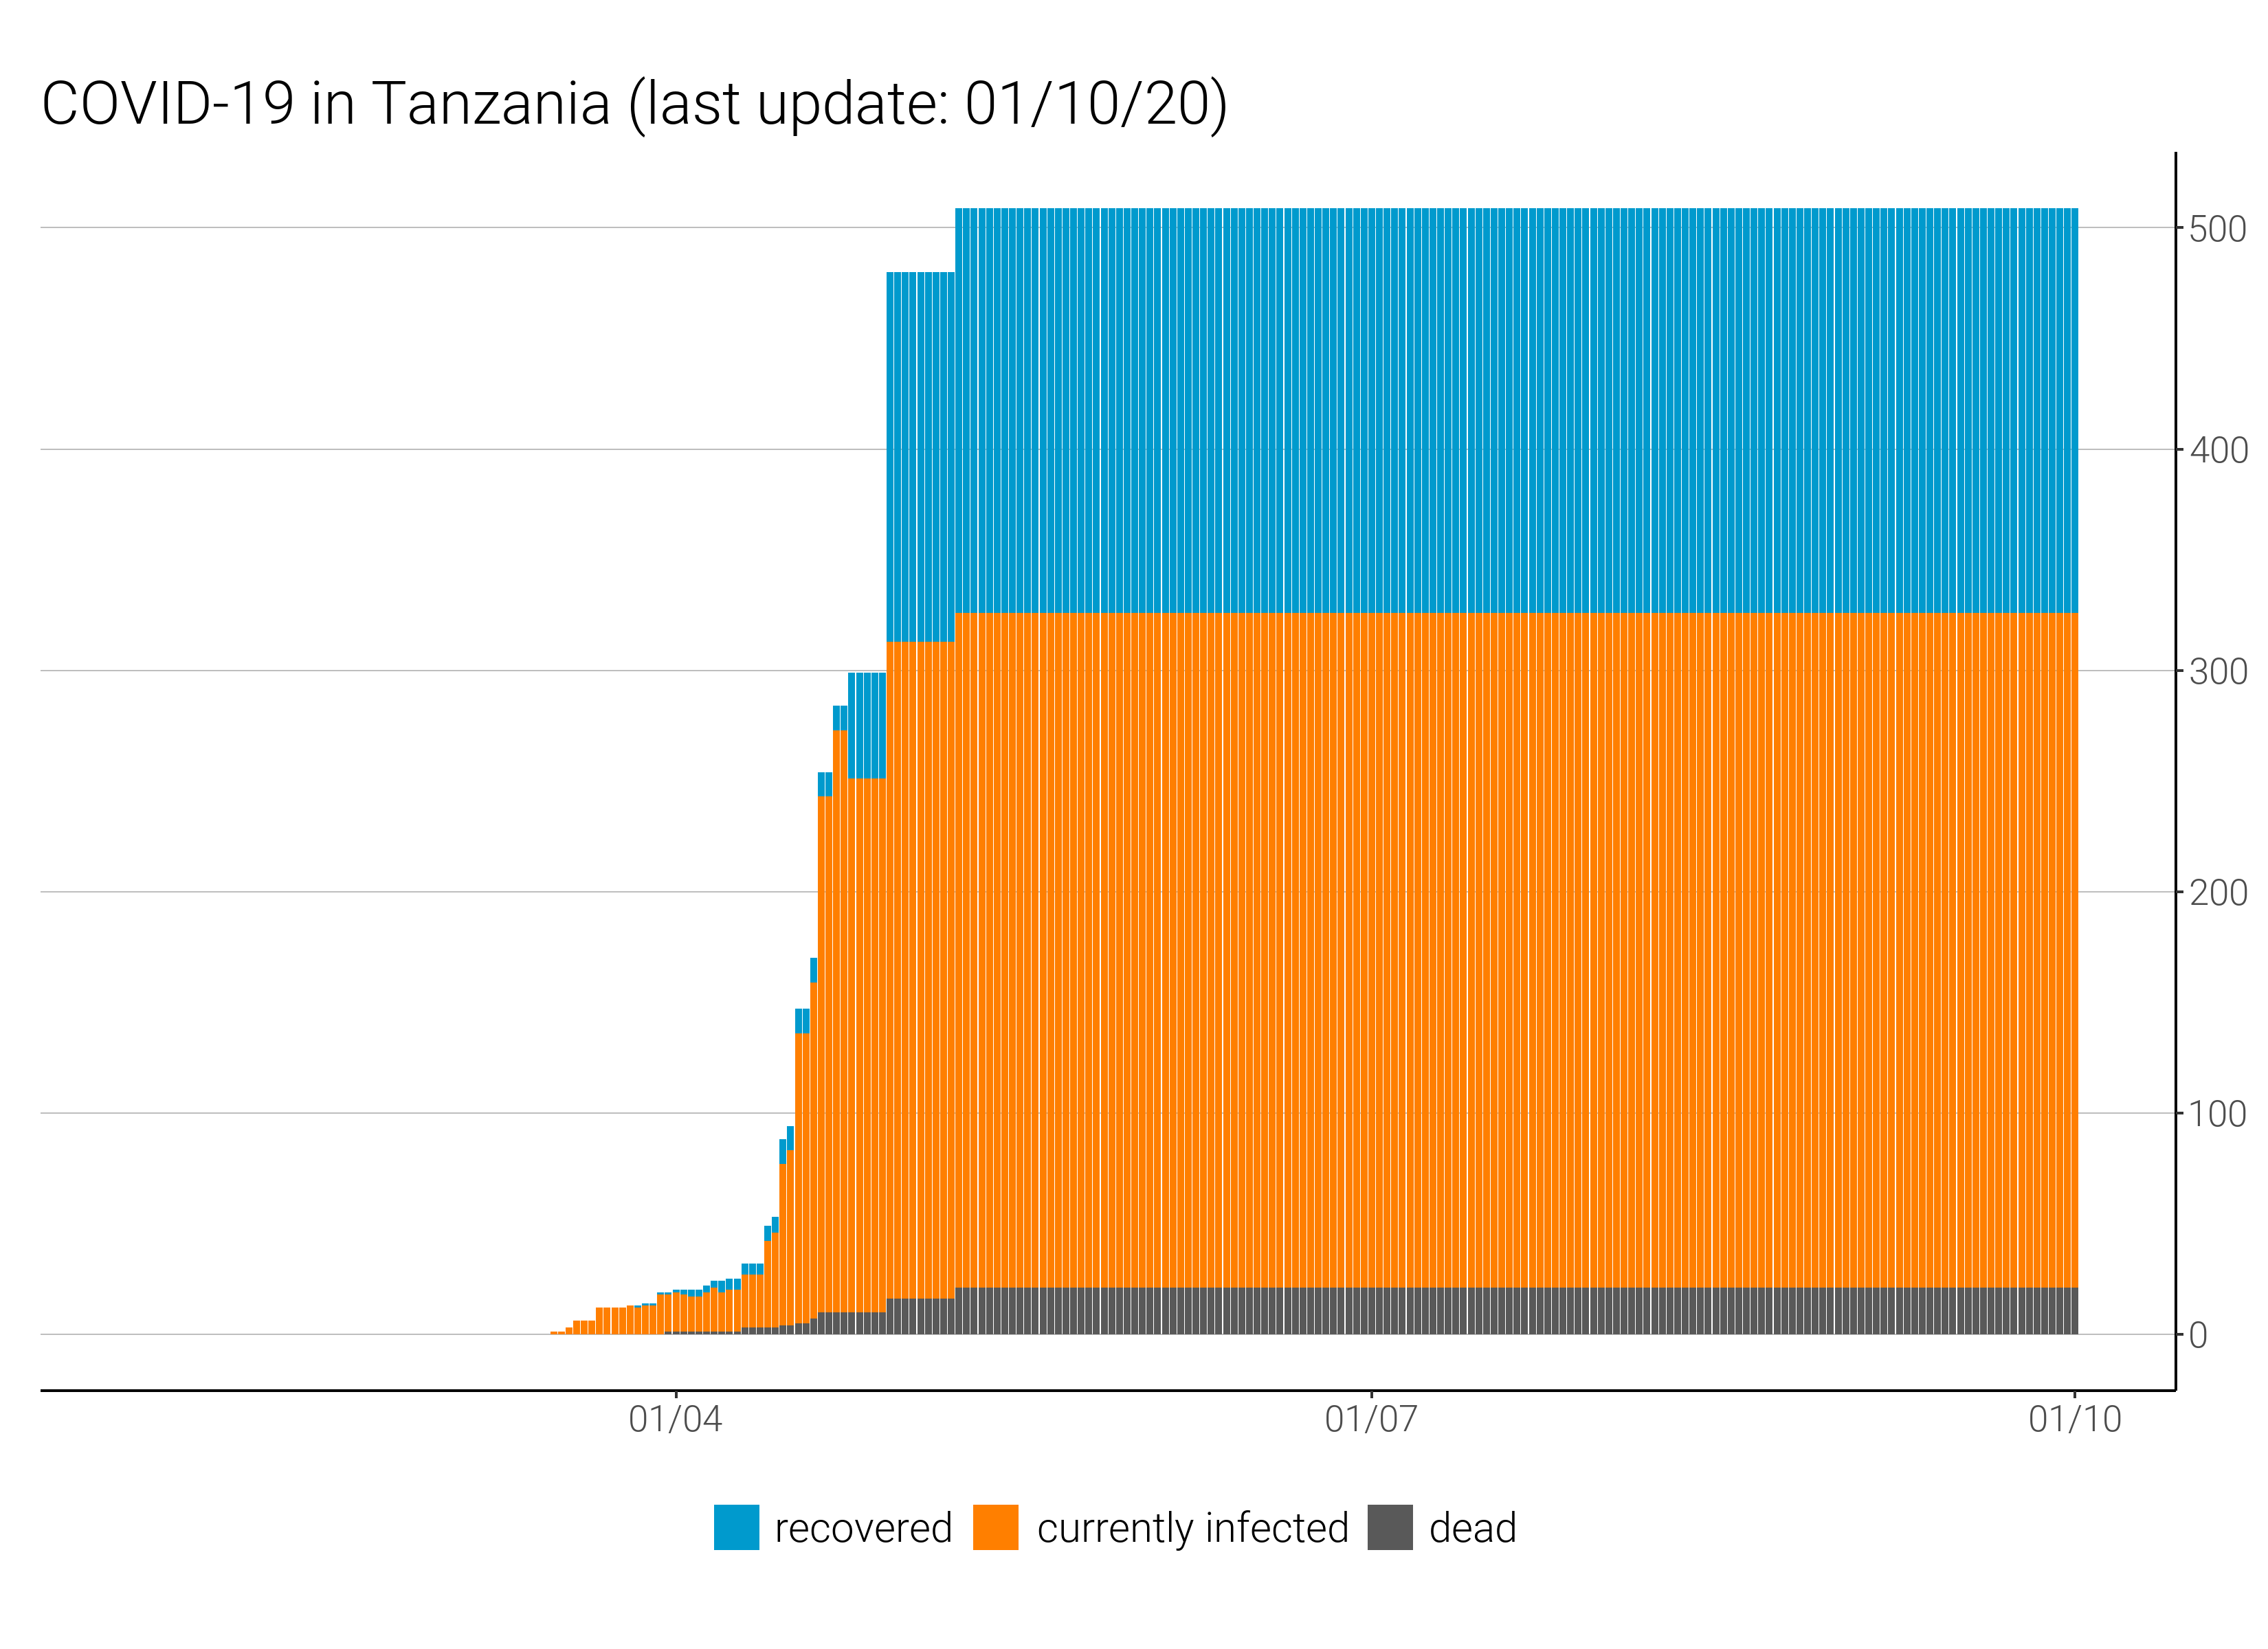 COVID-19 in Tanzania (last update: 01/10/20)
500
400
300
200
100
0
01/04 01/07 01/10
recovered currently infected dead